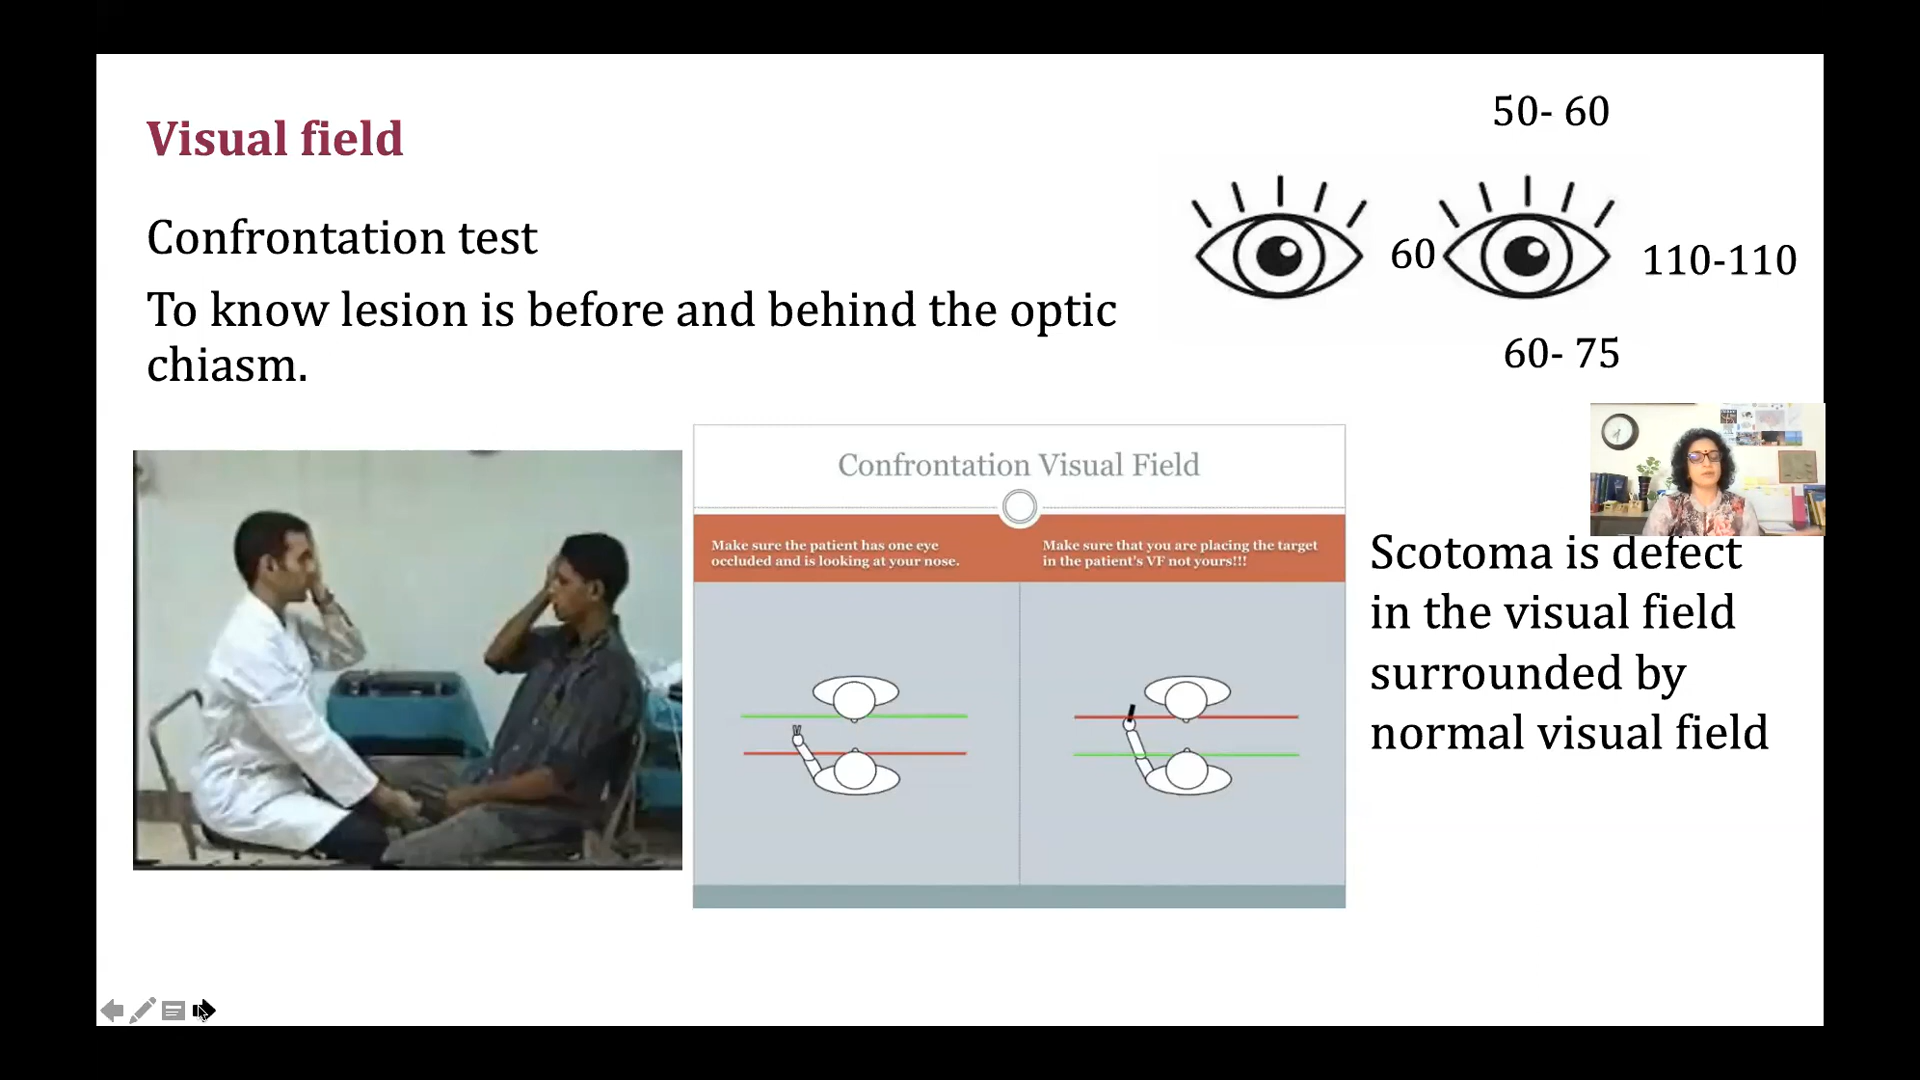 Visual field
50- 60
Confrontation test
60
110-110
To know lesion is before and behind the optic
chiasm.
60- 75
Confrontation Visual Field
Make sure the patient has one eye
occluded and is looking at your nose.
Make sure that you are placing the target
in the patient's VF not yours!!!
Scotoma is defect
in the visual field
surrounded by
normal visual field